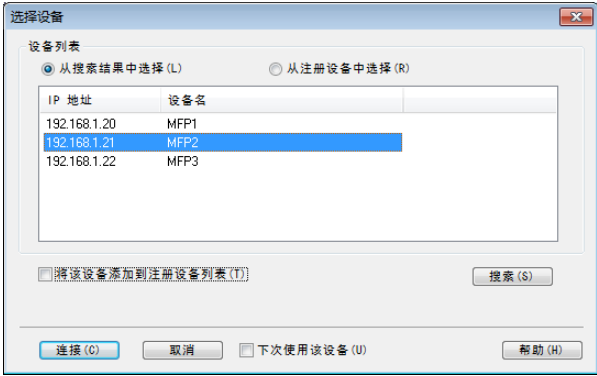 选择设备
设备列表
从搜索结果中选择(L) 从注册设备中选择(R)
IP 地址 设备名
192.168.1.20 MFP1
192.168.1.21 MFP2
192.168.1.22 MFP3
将该设备添加到注册设备列表(T) 搜索(S)
连接(C) 取消 下次使用该设备(U) 帮助(H)